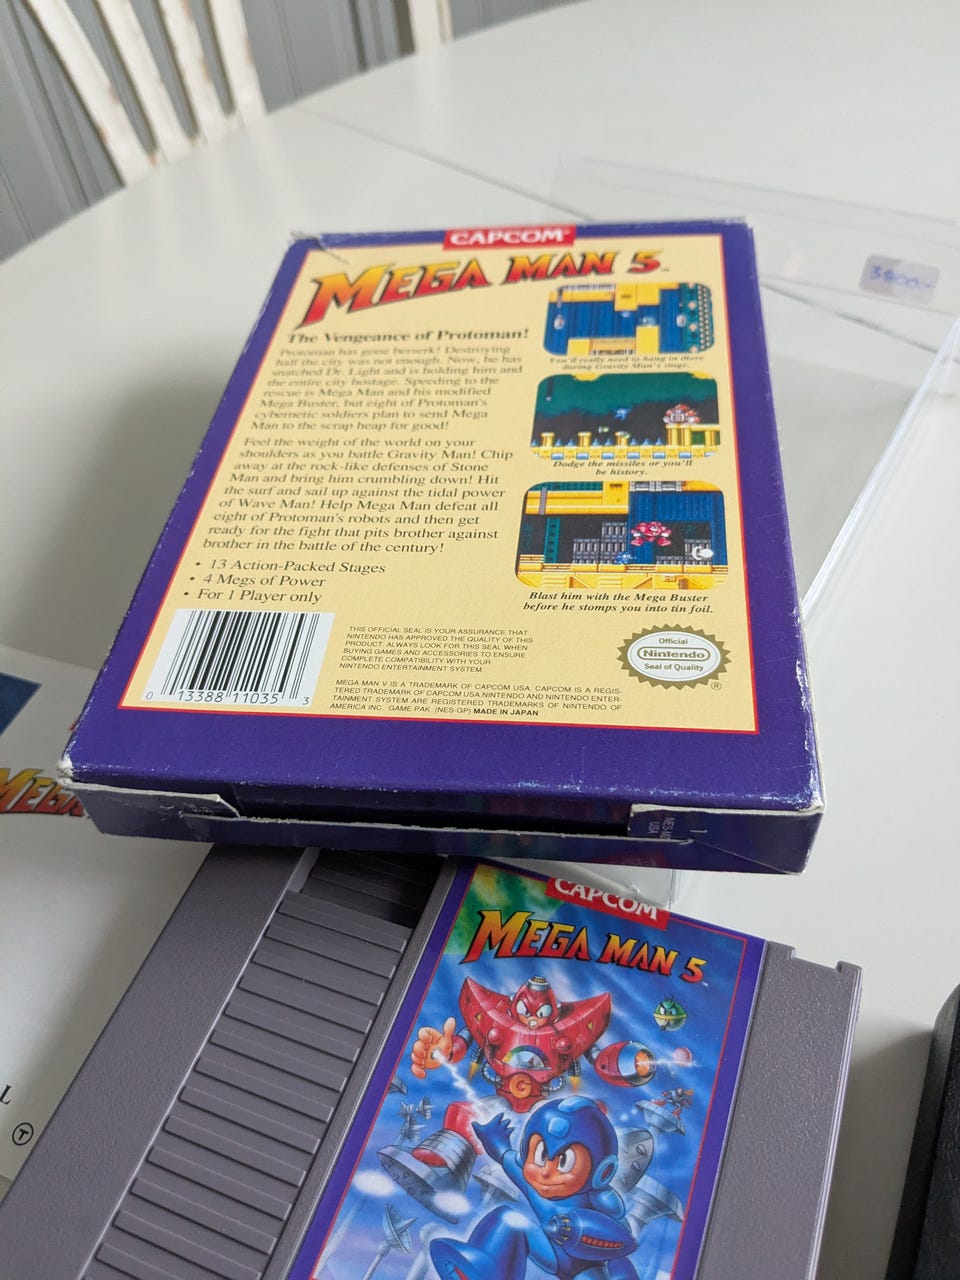 CAPCOM®
MEGA MAN 5™
The Vengeance of Protoman!
Protoman has gone berserk! Destroying
half the city was not enough. Now, he has
snatched Dr. Light and is holding him and
the entire city hostage. Speeding to the
rescue is Mega Man and his modified
Mega Buster, but eight of Protoman's
cybernetic soldiers plan to send Mega
Man to the scrap heap for good!
Feel the weight of the world on your
shoulders as you battle Gravity Man! Chip
away at the rock-like defenses of Stone
Man and bring him crumbling down! Hit
the surf and sail up against the tidal power
of Wave Man! Help Mega Man defeat all
eight of Protoman's robots and then get
ready for the fight that pits brother against
brother in the battle of the century!
• 13 Action-Packed Stages
• 4 Megs of Power
• For 1 Player only
You'll really need to hang in there
during Gravity Man's stage.
Dodge the missiles or you'll
be history.
Blast him with the Mega Buster
before he stomps you into tin foil.
0 13388 11035 3
THIS OFFICIAL SEAL IS YOUR ASSURANCE THAT
NINTENDO HAS APPROVED THE QUALITY OF THIS
PRODUCT. ALWAYS LOOK FOR THIS SEAL WHEN
BUYING GAMES AND ACCESSORIES TO ENSURE
COMPLETE COMPATIBILITY WITH YOUR
NINTENDO ENTERTAINMENT SYSTEM.
MEGA MAN V IS A TRADEMARK OF CAPCOM USA. CAPCOM IS A REGIS-
TERED TRADEMARK OF CAPCOM USA. NINTENDO AND NINTENDO ENTER-
TAINMENT SYSTEM ARE REGISTERED TRADEMARKS OF NINTENDO OF
AMERICA INC. GAME PAK (NES-GP) MADE IN JAPAN
Official
Nintendo
Seal of Quality
®
USA
CAPCOM
MEGA MAN 5™
G
MEGA
L
T